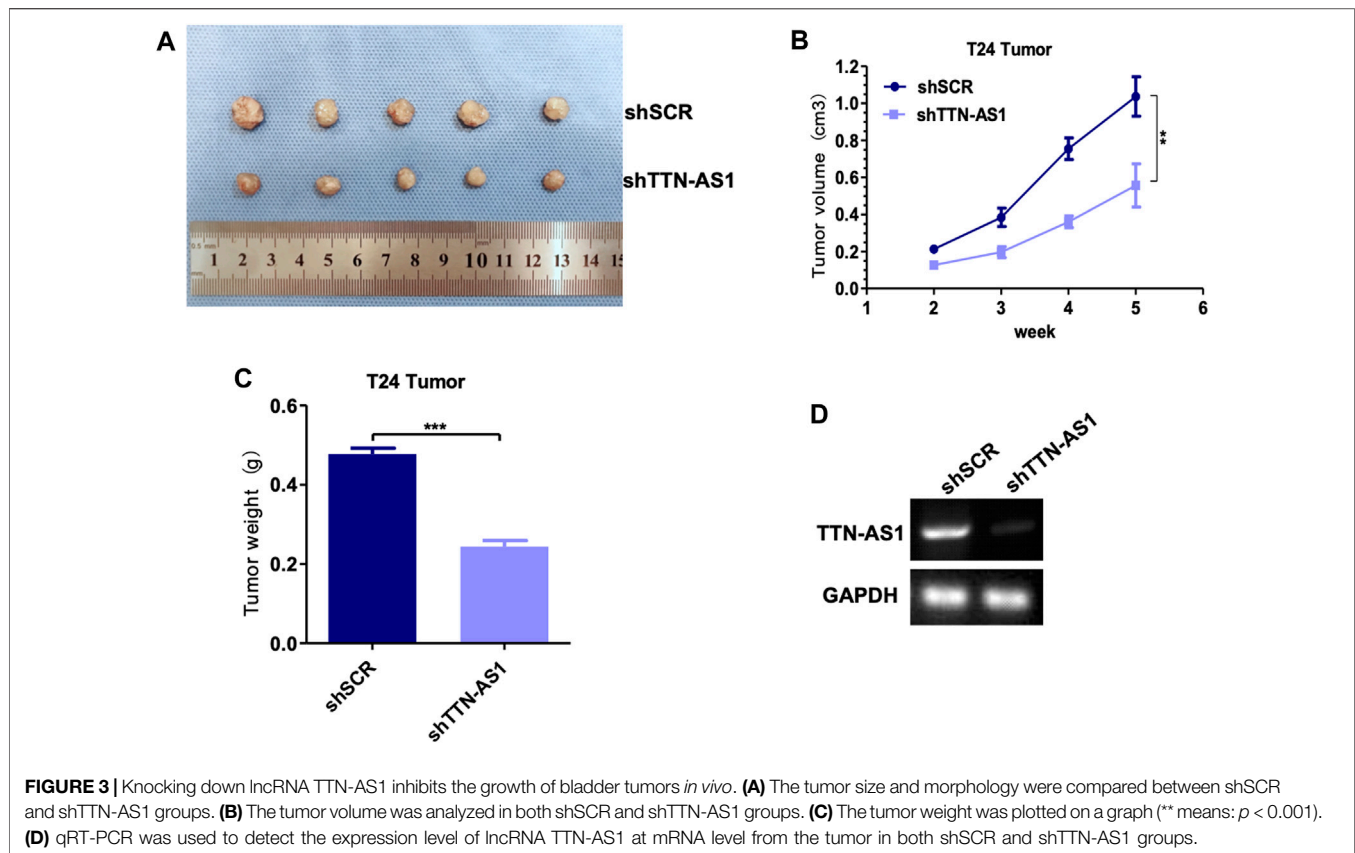 A
shSCR
shTTN-AS1
0.5 mm
mm
mm
1 2 3 4 5 6 7 8 9 10 11 12 13 14 15
B
T24 Tumor
shSCR
shTTN-AS1
Tumor volume (cm3)
1.2
1.0
0.8
0.6
0.4
0.2
0.0
**
1 2 3 4 5 6
week
C
T24 Tumor
Tumor weight (g)
0.6
0.4
0.2
0.0
***
shSCR
shTTN-AS1
D
shSCR
shTTN-AS1
TTN-AS1
GAPDH
FIGURE 3 | Knocking down lncRNA TTN-AS1 inhibits the growth of bladder tumors in vivo. (A) The tumor size and morphology were compared between shSCR
and shTTN-AS1 groups. (B) The tumor volume was analyzed in both shSCR and shTTN-AS1 groups. (C) The tumor weight was plotted on a graph (** means: p < 0.001).
(D) qRT-PCR was used to detect the expression level of lncRNA TTN-AS1 at mRNA level from the tumor in both shSCR and shTTN-AS1 groups.